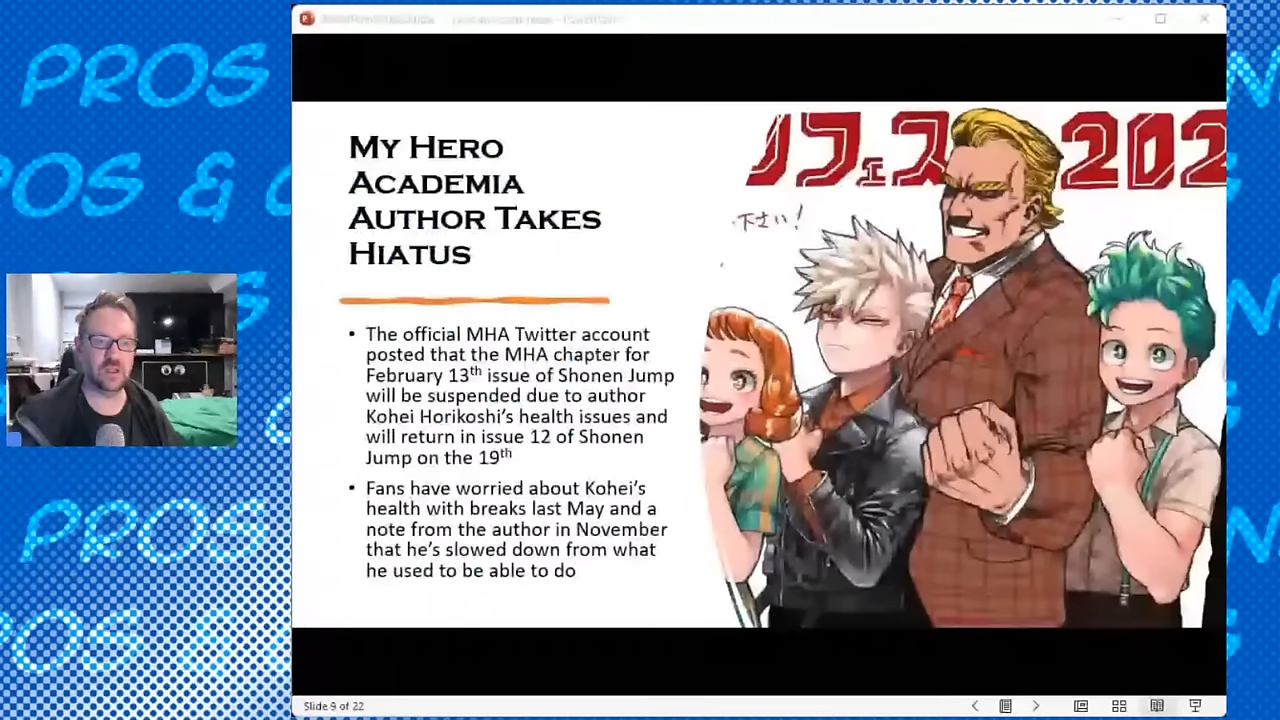 PROS
OS &
PROS
My Hero
Academia
Author Takes
Hiatus
• The official MHA Twitter account
posted that the MHA chapter for
February 13th issue of Shonen Jump
will be suspended due to author
Kohei Horikoshi's health issues and
will return in issue 12 of Shonen
Jump on the 19th
• Fans have worried about Kohei's
health with breaks last May and a
note from the author in November
that he's slowed down from what
he used to be able to do
ノフェス 202
下さい!
Slide 9 of 22